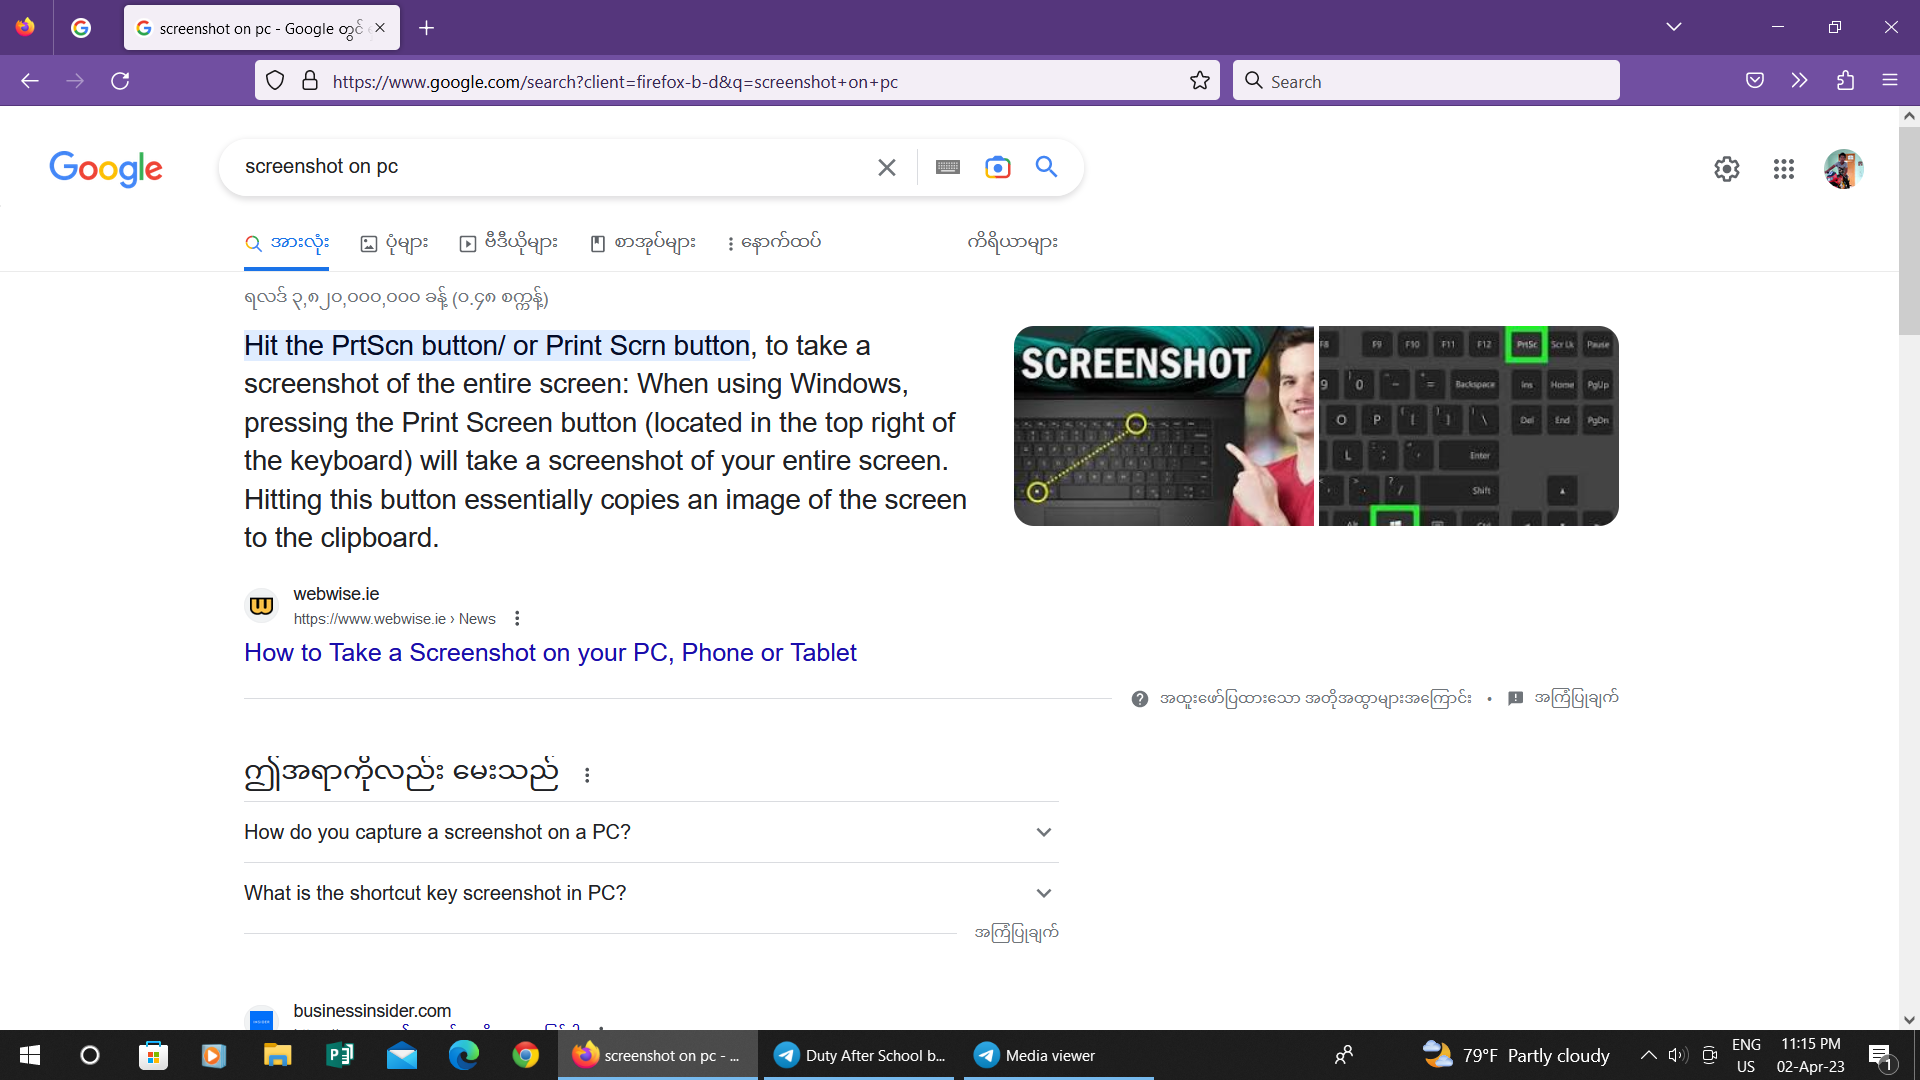 screenshot on pc - Google တွင်
https://www.google.com/search?client=firefox-b-d&q=screenshot+on+pc
Search
Google
screenshot on pc
အားလုံး ပုံများ ဗီဒီယိုများ စာအုပ်များ နောက်ထပ် ကိရိယာများ
ရလဒ် ၃,၈၂၀,၀၀၀,၀၀၀ ခန့် (၀.၄၈ စက္ကန့်)
Hit the PrtScn button/ or Print Scrn button, to take a
screenshot of the entire screen: When using Windows,
pressing the Print Screen button (located in the top right of
the keyboard) will take a screenshot of your entire screen.
Hitting this button essentially copies an image of the screen
to the clipboard.
SCREENSHOT
F8 F9 F10 F11 F12 PrtSc Scr Lk Pause
9 0 - = Backspace Ins Home PgUp
O P [ ] \ Del End PgDn
L ; ' Enter
, . ? / Shift
Alt Ctrl
webwise.ie
https://www.webwise.ie › News
How to Take a Screenshot on your PC, Phone or Tablet
အထူးဖော်ပြထားသော အတိုအထွာများအကြောင်း • အကြံပြုချက်
ဤအရာကိုလည်း မေးသည်
How do you capture a screenshot on a PC?
What is the shortcut key screenshot in PC?
အကြံပြုချက်
businessinsider.com
screenshot on pc - ...
Duty After School b...
Media viewer
79°F Partly cloudy
ENG
US
11:15 PM
02-Apr-23
1